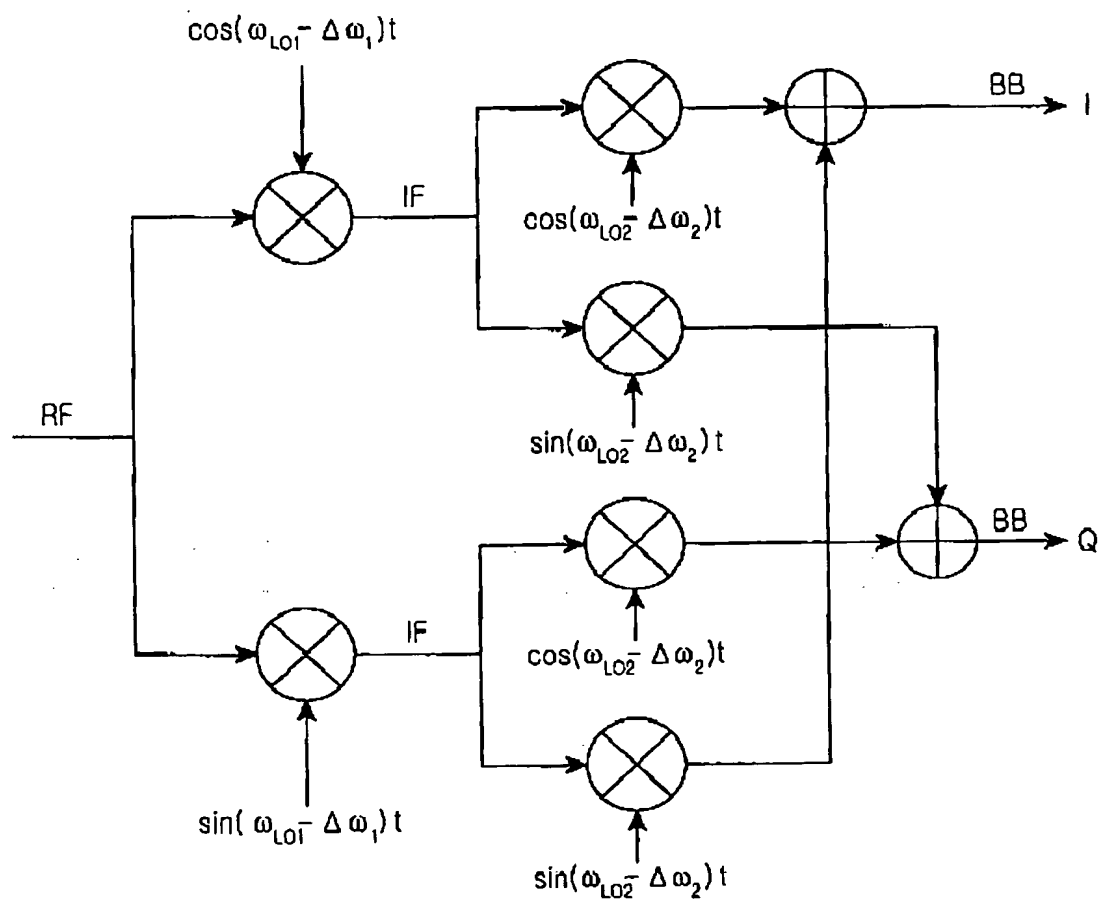 cos(ω_LO1 - Δω_1)t
BB
I
IF
cos(ω_LO2 - Δω_2)t
RF
sin(ω_LO2 - Δω_2)t
BB
Q
IF
cos(ω_LO2 - Δω_2)t
sin(ω_LO1 - Δω_1)t
sin(ω_LO2 - Δω_2)t